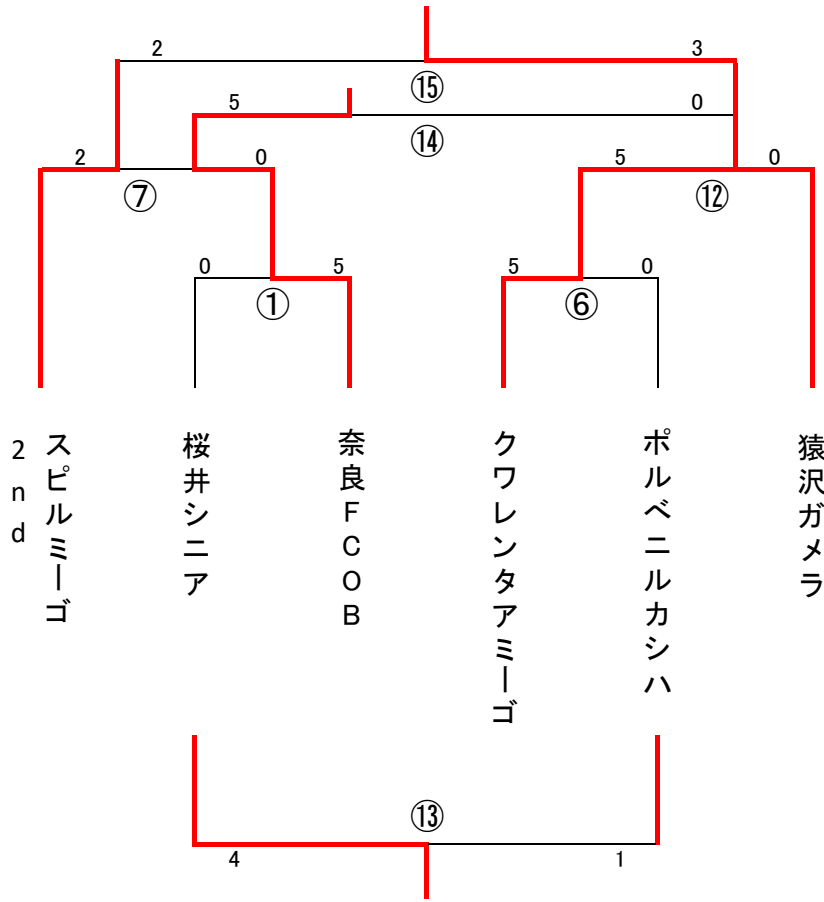 2 3
⑮
5 0
⑭
2 0 5 0
⑦ ⑫
0 5 5 0
① ⑥
スピルミーゴ
2nd
桜井シニア
奈良FCOB
クワレンタアミーゴ
ポルベニルカシハ
猿沢ガメラ
⑬
4 1